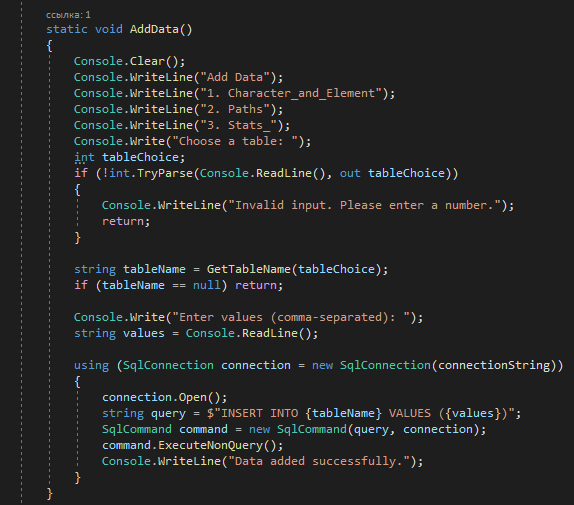 ссылка: 1
static void AddData()
{
    Console.Clear();
    Console.WriteLine("Add Data");
    Console.WriteLine("1. Character_and_Element");
    Console.WriteLine("2. Paths");
    Console.WriteLine("3. Stats_");
    Console.Write("Choose a table: ");
    int tableChoice;
    if (!int.TryParse(Console.ReadLine(), out tableChoice))
    {
        Console.WriteLine("Invalid input. Please enter a number.");
        return;
    }

    string tableName = GetTableName(tableChoice);
    if (tableName == null) return;

    Console.Write("Enter values (comma-separated): ");
    string values = Console.ReadLine();

    using (SqlConnection connection = new SqlConnection(connectionString))
    {
        connection.Open();
        string query = $"INSERT INTO {tableName} VALUES ({values})";
        SqlCommand command = new SqlCommand(query, connection);
        command.ExecuteNonQuery();
        Console.WriteLine("Data added successfully.");
    }
}